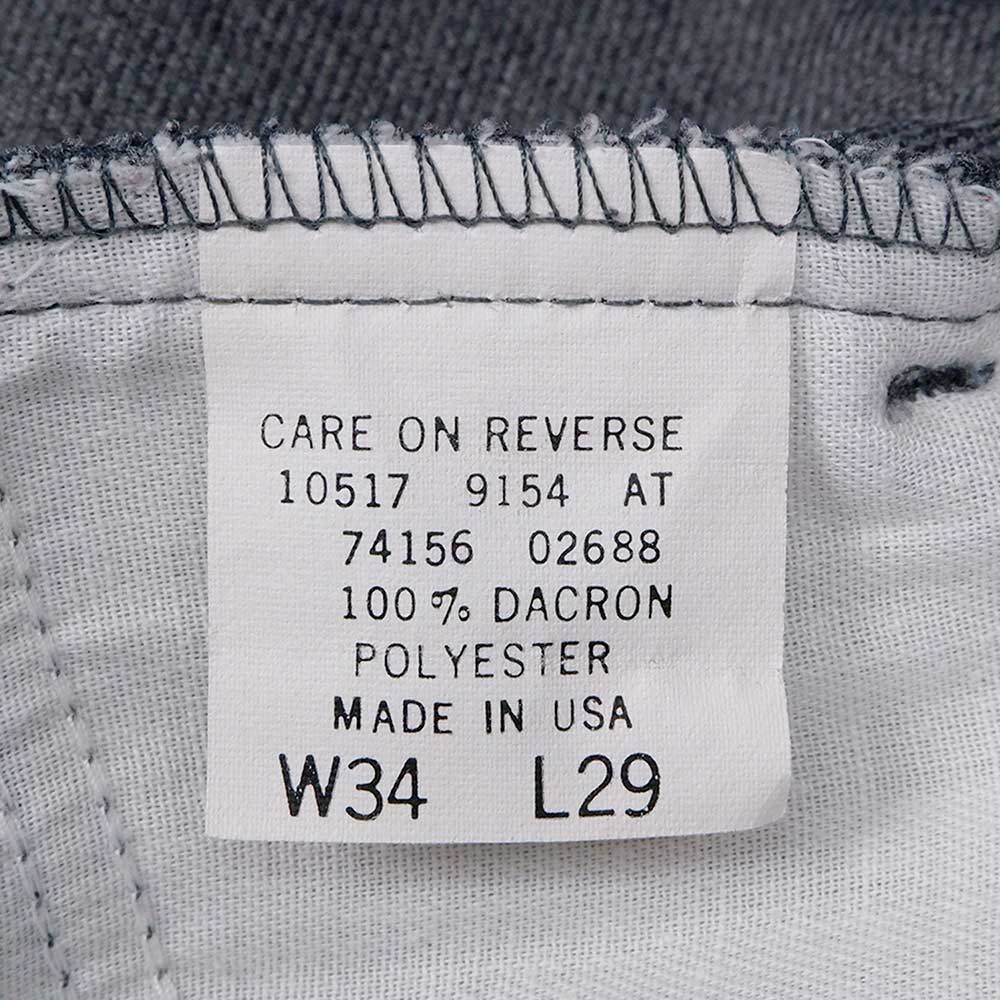 CARE ON REVERSE
10517 9154 AT
74156 02688
100% DACRON
POLYESTER
MADE IN USA
W34 L29